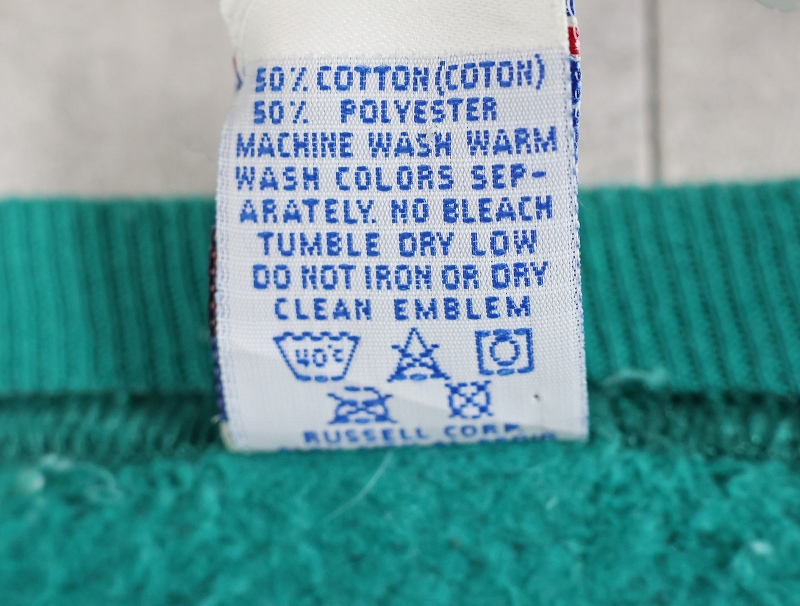 50% COTTON (COTON)
50% POLYESTER
MACHINE WASH WARM
WASH COLORS SEP-
ARATELY. NO BLEACH
TUMBLE DRY LOW
DO NOT IRON OR DRY
CLEAN EMBLEM
40°C
RUSSELL CORP